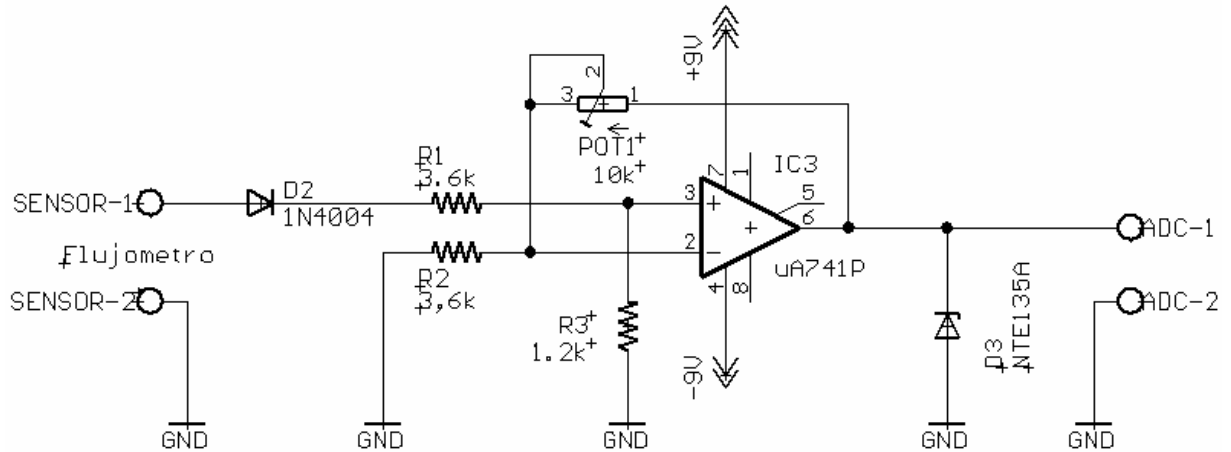 +9V
2
3
1
POT1
10k
7
1
IC3
5
6
3
2
4
8
uA741P
-9V
SENSOR-1
D2
1N4004
R1
3.6k
flujometro
R2
3,6k
SENSOR-2
R3
1.2k
ADC-1
ADC-2
D3
NTE135A
GND
GND
GND
GND
GND